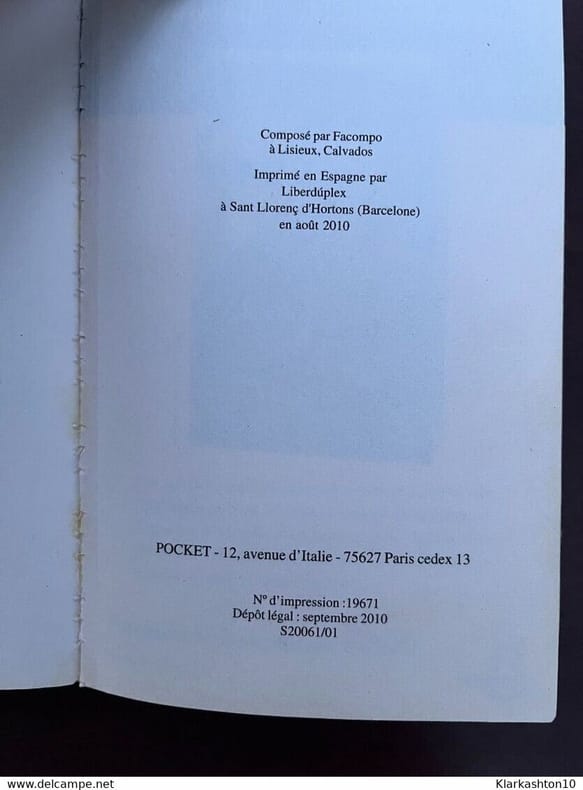 Composé par Facompo
à Lisieux, Calvados
Imprimé en Espagne par
Liberdúplex
à Sant Llorenç d'Hortons (Barcelone)
en août 2010
POCKET - 12, avenue d'Italie - 75627 Paris cedex 13
N° d'impression :19671
Dépôt légal : septembre 2010
S20061/01
www.delcampe.net
Klarkashton10